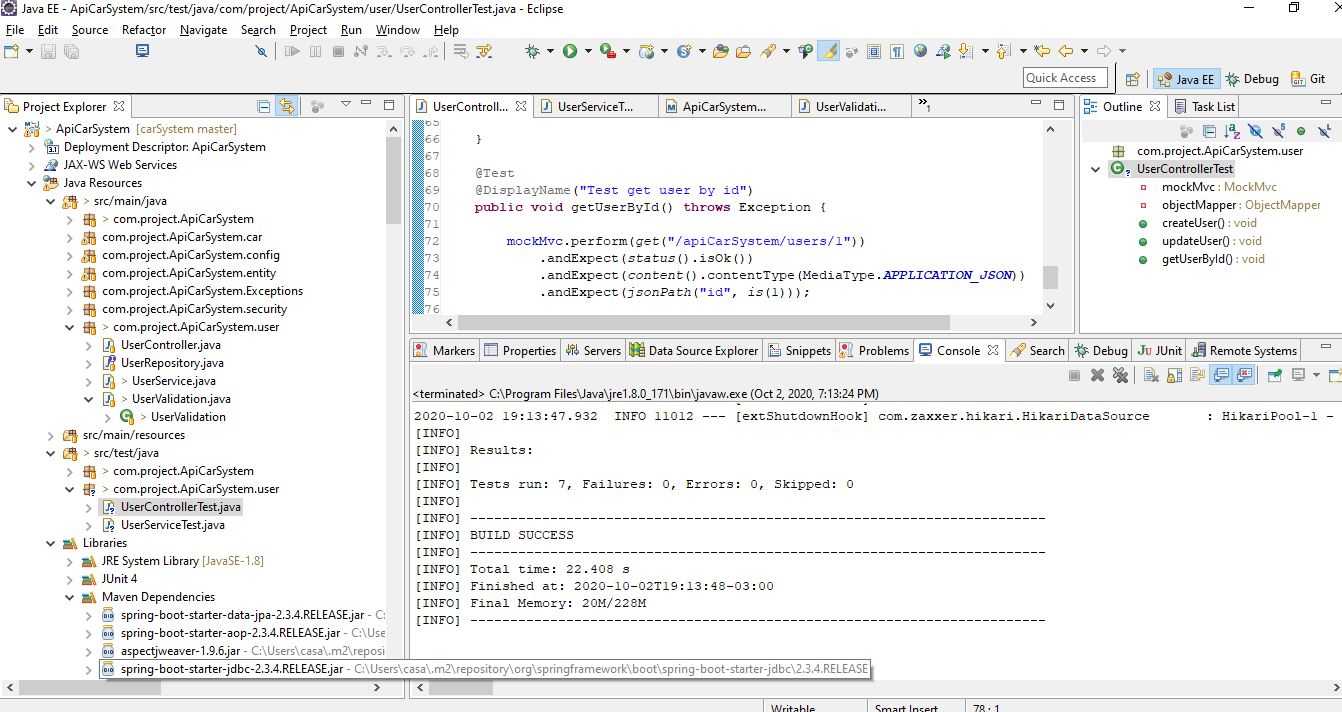 Java EE - ApiCarSystem/src/test/java/com/project/ApiCarSystem/user/UserControllerTest.java - Eclipse
File Edit Source Refactor Navigate Search Project Run Window Help
Quick Access Java EE Debug Git
Project Explorer
> ApiCarSystem [carSystem master]
Deployment Descriptor: ApiCarSystem
JAX-WS Web Services
Java Resources
> src/main/java
> com.project.ApiCarSystem
com.project.ApiCarSystem.car
com.project.ApiCarSystem.config
com.project.ApiCarSystem.entity
com.project.ApiCarSystem.Exceptions
com.project.ApiCarSystem.security
> com.project.ApiCarSystem.user
UserController.java
UserRepository.java
> UserService.java
> UserValidation.java
> UserValidation
src/main/resources
> src/test/java
> com.project.ApiCarSystem
> com.project.ApiCarSystem.user
UserControllerTest.java
UserServiceTest.java
Libraries
JRE System Library [JavaSE-1.8]
JUnit 4
Maven Dependencies
spring-boot-starter-data-jpa-2.3.4.RELEASE.jar - C:
spring-boot-starter-aop-2.3.4.RELEASE.jar - C:\Use
aspectjweaver-1.9.6.jar - C:\Users\casa\.m2\reposi
spring-boot-starter-jdbc-2.3.4.RELEASE.jar - C:\Users\casa\.m2\repository\org\springframework\boot\spring-boot-starter-jdbc\2.3.4.RELEASE
UserControll... UserServiceT... ApiCarSystem... UserValidati... »1
65
66 }
67
68 @Test
69 @DisplayName("Test get user by id")
70 public void getUserById() throws Exception {
71
72 mockMvc.perform(get("/apiCarSystem/users/1"))
73 .andExpect(status().isOk())
74 .andExpect(content().contentType(MediaType.APPLICATION_JSON))
75 .andExpect(jsonPath("id", is(1)));
76
Outline Task List
com.project.ApiCarSystem.user
UserControllerTest
mockMvc : MockMvc
objectMapper : ObjectMapper
createUser() : void
updateUser() : void
getUserById() : void
Markers Properties Servers Data Source Explorer Snippets Problems Console Search Debug JUnit Remote Systems
<terminated> C:\Program Files\Java\jre1.8.0_171\bin\javaw.exe (Oct 2, 2020, 7:13:24 PM)
2020-10-02 19:13:47.932 INFO 11012 --- [extShutdownHook] com.zaxxer.hikari.HikariDataSource : HikariPool-1 -
[INFO]
[INFO] Results:
[INFO]
[INFO] Tests run: 7, Failures: 0, Errors: 0, Skipped: 0
[INFO]
[INFO] ------------------------------------------------------------------------
[INFO] BUILD SUCCESS
[INFO] ------------------------------------------------------------------------
[INFO] Total time: 22.408 s
[INFO] Finished at: 2020-10-02T19:13:48-03:00
[INFO] Final Memory: 20M/228M
[INFO] ------------------------------------------------------------------------
Writable Smart Insert 78 : 1